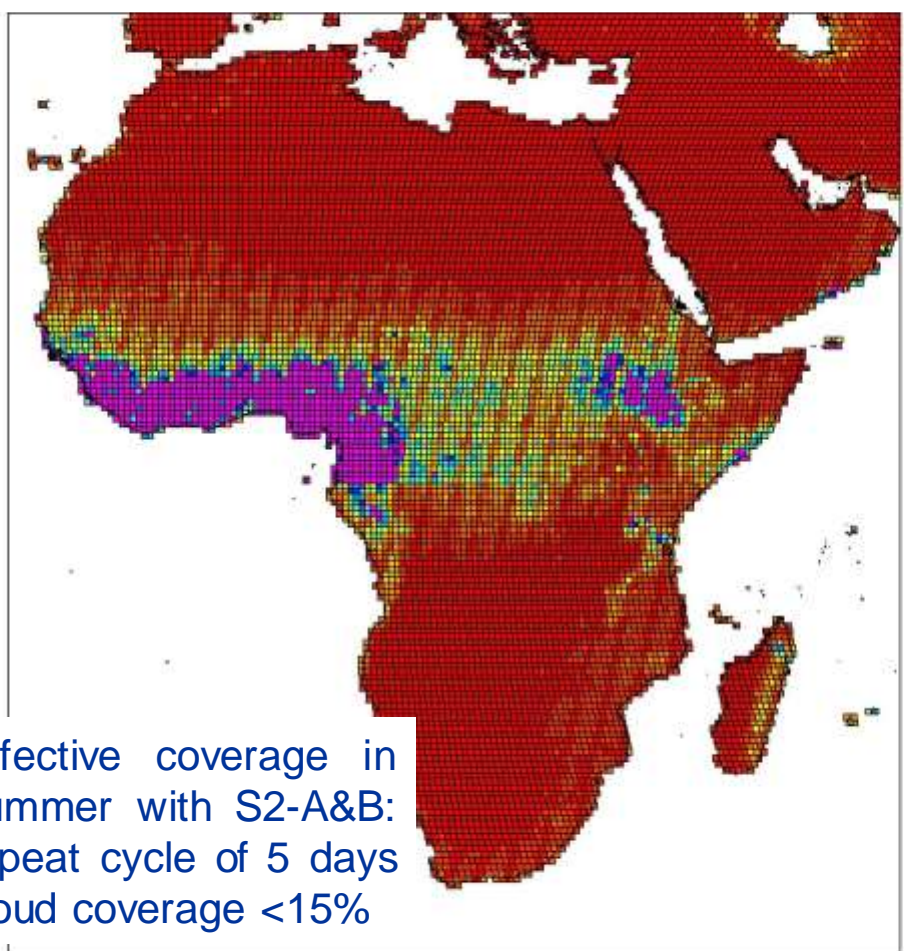 fective coverage in
ummer with S2-A&B:
peat cycle of 5 days
oud coverage <15%